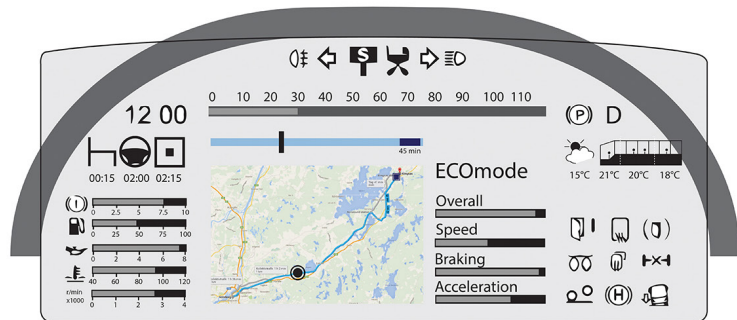 S
0 10 20 30 40 50 60 70 80 90 100 110
12 00
(P) D
45 min
00:15 02:00 02:15
15°C 21°C 20°C 18°C
ECOmode
Overall
Speed
Braking
Acceleration
(!)
0 2.5 5 7.5 10
0 25 50 75 100
0 2 4 6 8
40 60 80 100 120
r/min
x1000
0 1 2 3 4
(H)